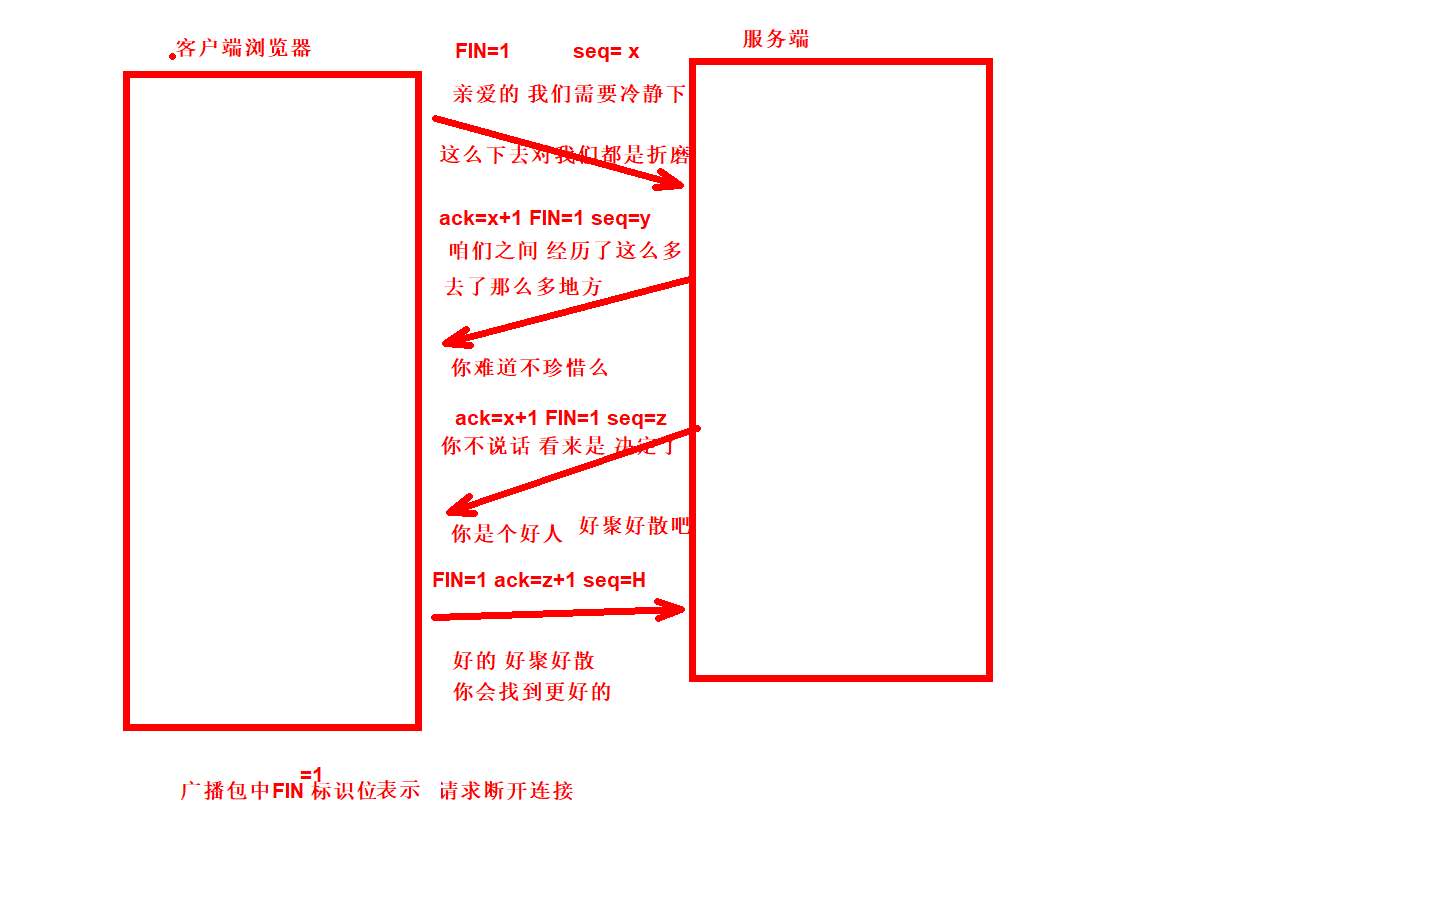 客户端浏览器
服务端
FIN=1 seq= x
亲爱的 我们需要冷静下
这么下去对我们都是折磨
ack=x+1 FIN=1 seq=y
咱们之间 经历了这么多
去了那么多地方
你难道不珍惜么
ack=x+1 FIN=1 seq=z
你不说话 看来是 决定了
你是个好人 好聚好散吧
FIN=1 ack=z+1 seq=H
好的 好聚好散
你会找到更好的
=1
广播包中FIN 标识位表示 请求断开连接